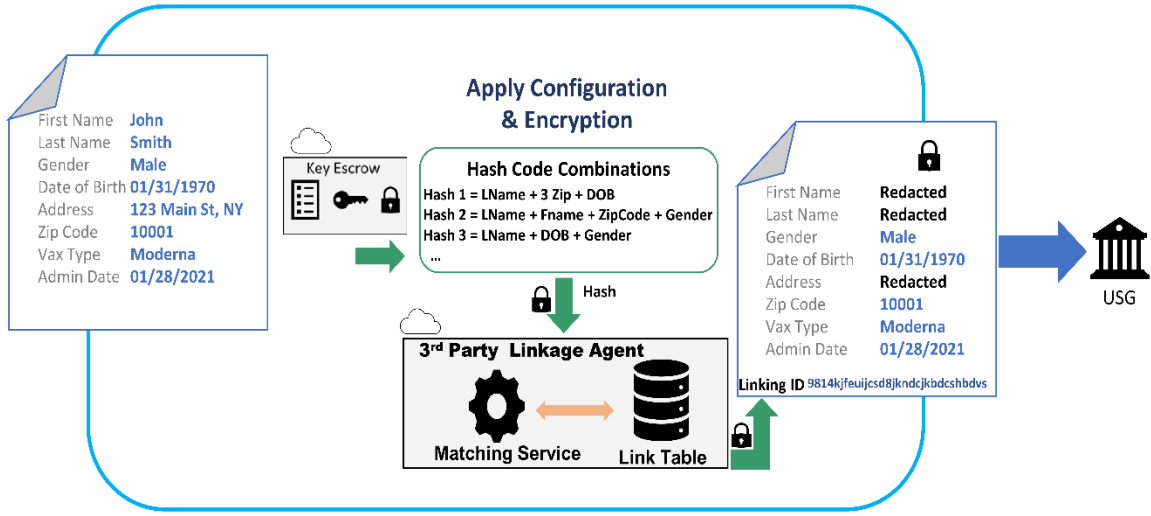 First Name John
Last Name Smith
Gender Male
Date of Birth 01/31/1970
Address 123 Main St, NY
Zip Code 10001
Vax Type Moderna
Admin Date 01/28/2021
Key Escrow
Apply Configuration
& Encryption
Hash Code Combinations
Hash 1 = LName + 3 Zip + DOB
Hash 2 = LName + Fname + ZipCode + Gender
Hash 3 = LName + DOB + Gender
...
Hash
3rd Party Linkage Agent
Matching Service
Link Table
First Name Redacted
Last Name Redacted
Gender Male
Date of Birth 01/31/1970
Address Redacted
Zip Code 10001
Vax Type Moderna
Admin Date 01/28/2021
Linking ID 9814kjfeuijcsd8jkndcjkbdcshbdvs
USG